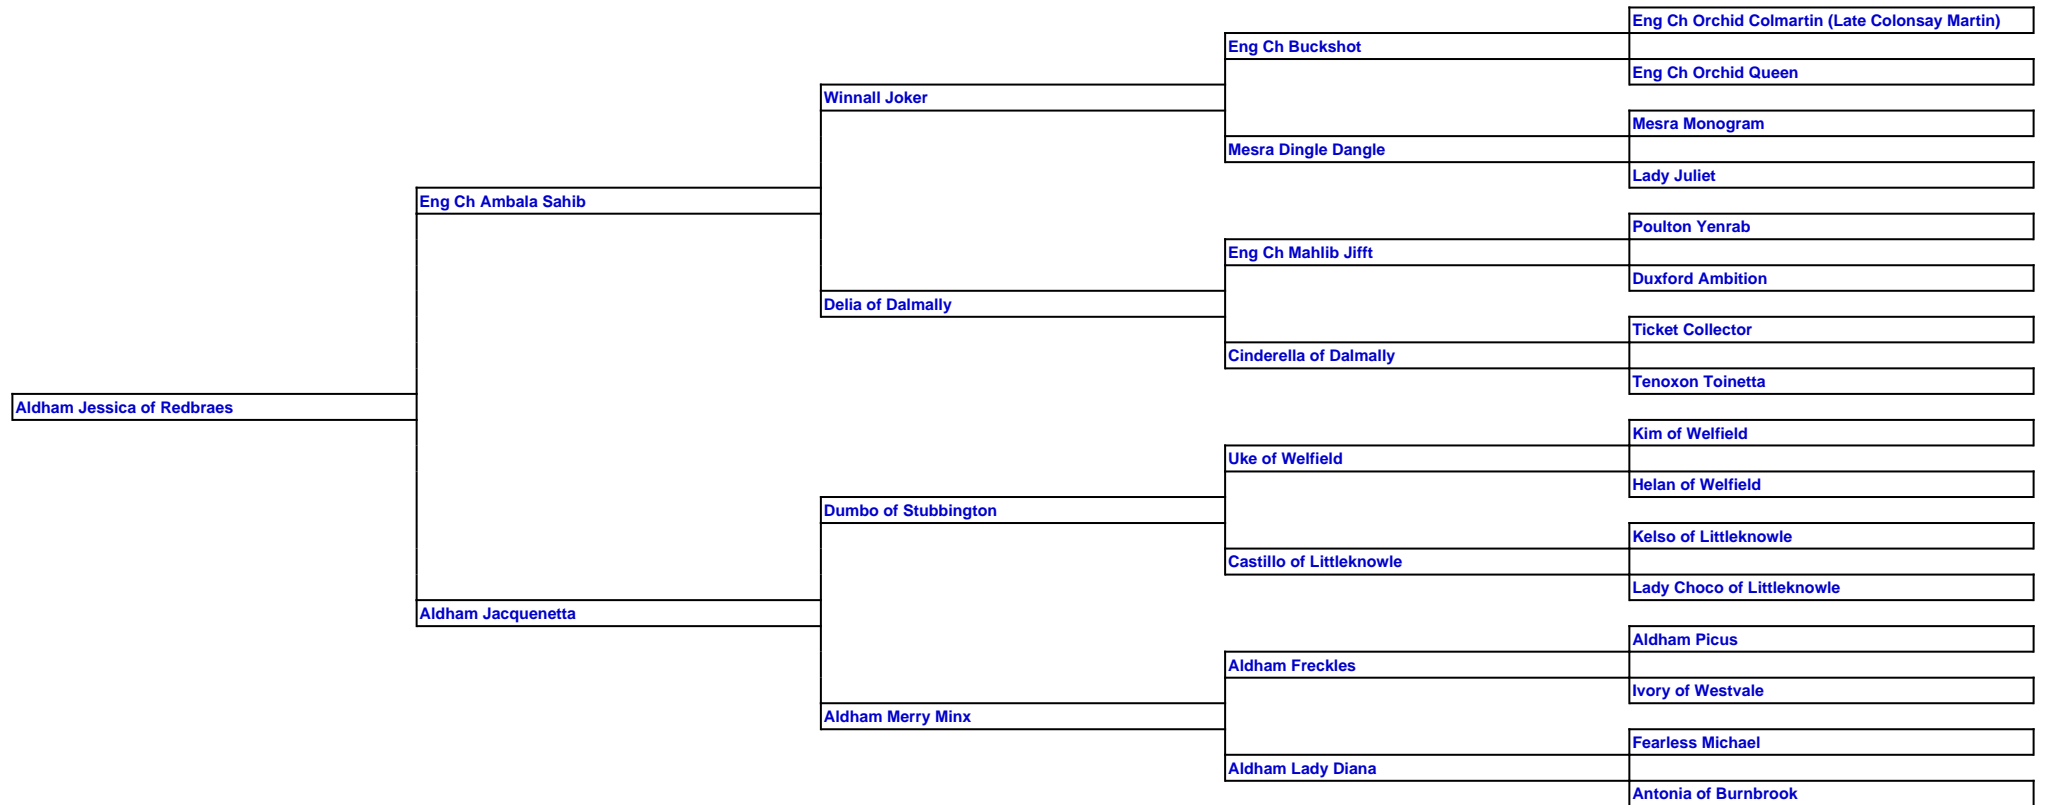 Eng Ch Orchid Colmartin (Late Colonsay Martin)
Eng Ch Buckshot
Eng Ch Orchid Queen
Winnall Joker
Mesra Monogram
Mesra Dingle Dangle
Lady Juliet
Eng Ch Ambala Sahib
Poulton Yenrab
Eng Ch Mahlib Jifft
Duxford Ambition
Delia of Dalmally
Ticket Collector
Cinderella of Dalmally
Tenoxon Toinetta
Aldham Jessica of Redbraes
Kim of Welfield
Uke of Welfield
Helan of Welfield
Dumbo of Stubbington
Kelso of Littleknowle
Castillo of Littleknowle
Lady Choco of Littleknowle
Aldham Jacquenetta
Aldham Picus
Aldham Freckles
Ivory of Westvale
Aldham Merry Minx
Fearless Michael
Aldham Lady Diana
Antonia of Burnbrook